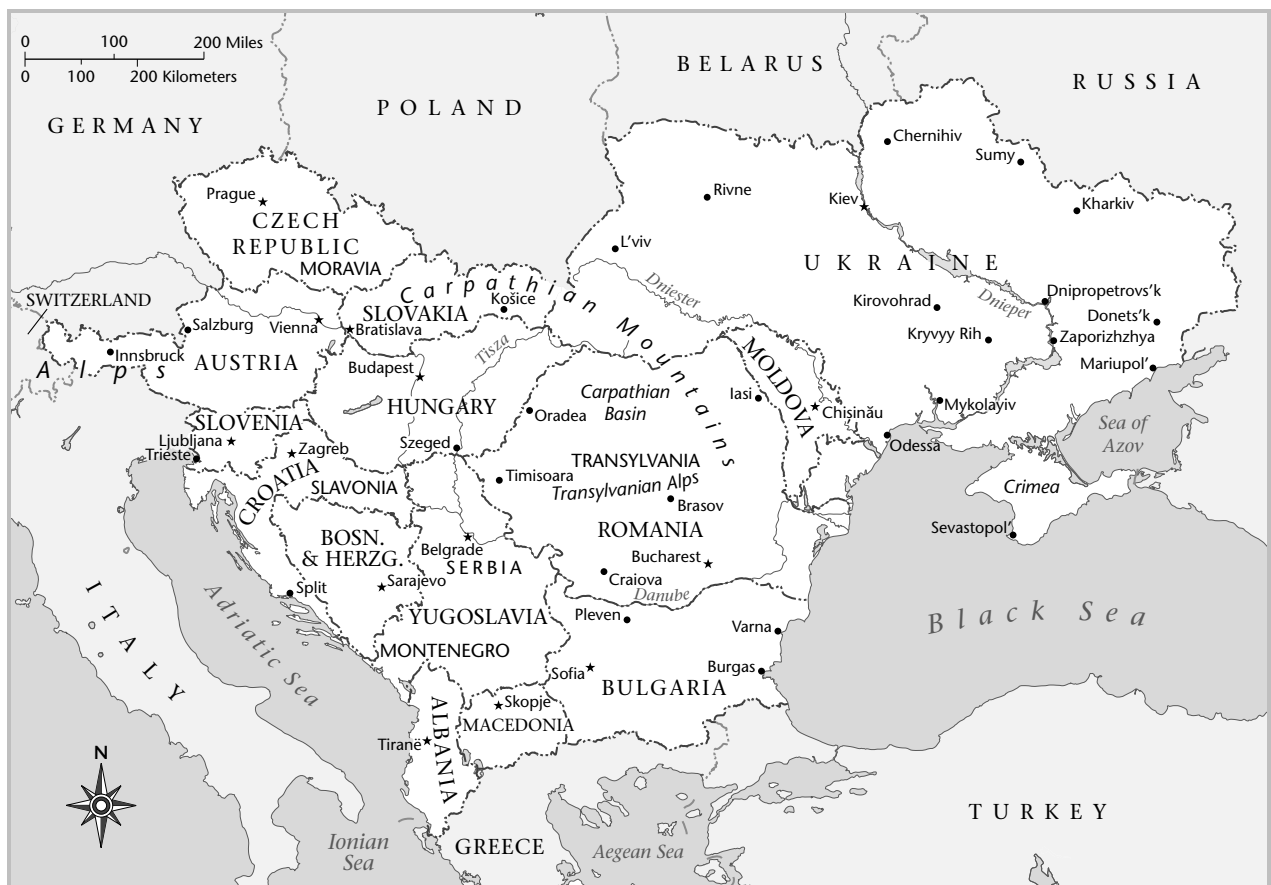 0 100 200 Miles
0 100 200 Kilometers
GERMANY
POLAND
BELARUS
RUSSIA
Chernihiv
Sumy
Prague
Rivne
Kiev
Kharkiv
CZECH
REPUBLIC
MORAVIA
L'viv
UKRAINE
SWITZERLAND
Carpathian Mountains
Košice
SLOVAKIA
Dniester
Dnieper
Kirovohrad
Dnipropetrovs'k
Donets'k
Salzburg
Vienna
Bratislava
Kryvyy Rih
Zaporizhzhya
Innsbruck
Alps
AUSTRIA
Budapest
Tisza
MOLDOVA
Mariupol'
Carpathian
Basin
Iasi
HUNGARY
Oradea
Chisinău
Mykolayiv
SLOVENIA
Ljubljana
Trieste
Zagreb
Szeged
Odessa
Sea of
Azov
CROATIA
SLAVONIA
Timisoara
TRANSYLVANIA
Transylvanian Alps
Brasov
Crimea
BOSN.
& HERZG.
Belgrade
SERBIA
ROMANIA
Bucharest
Sevastopol'
Split
Sarajevo
Craiova
Danube
ITALY
Adriatic Sea
YUGOSLAVIA
Pleven
Varna
Black Sea
MONTENEGRO
Sofia
Burgas
BULGARIA
Skopje
MACEDONIA
ALBANIA
Tiranë
N
Ionian
Sea
GREECE
Aegean Sea
TURKEY